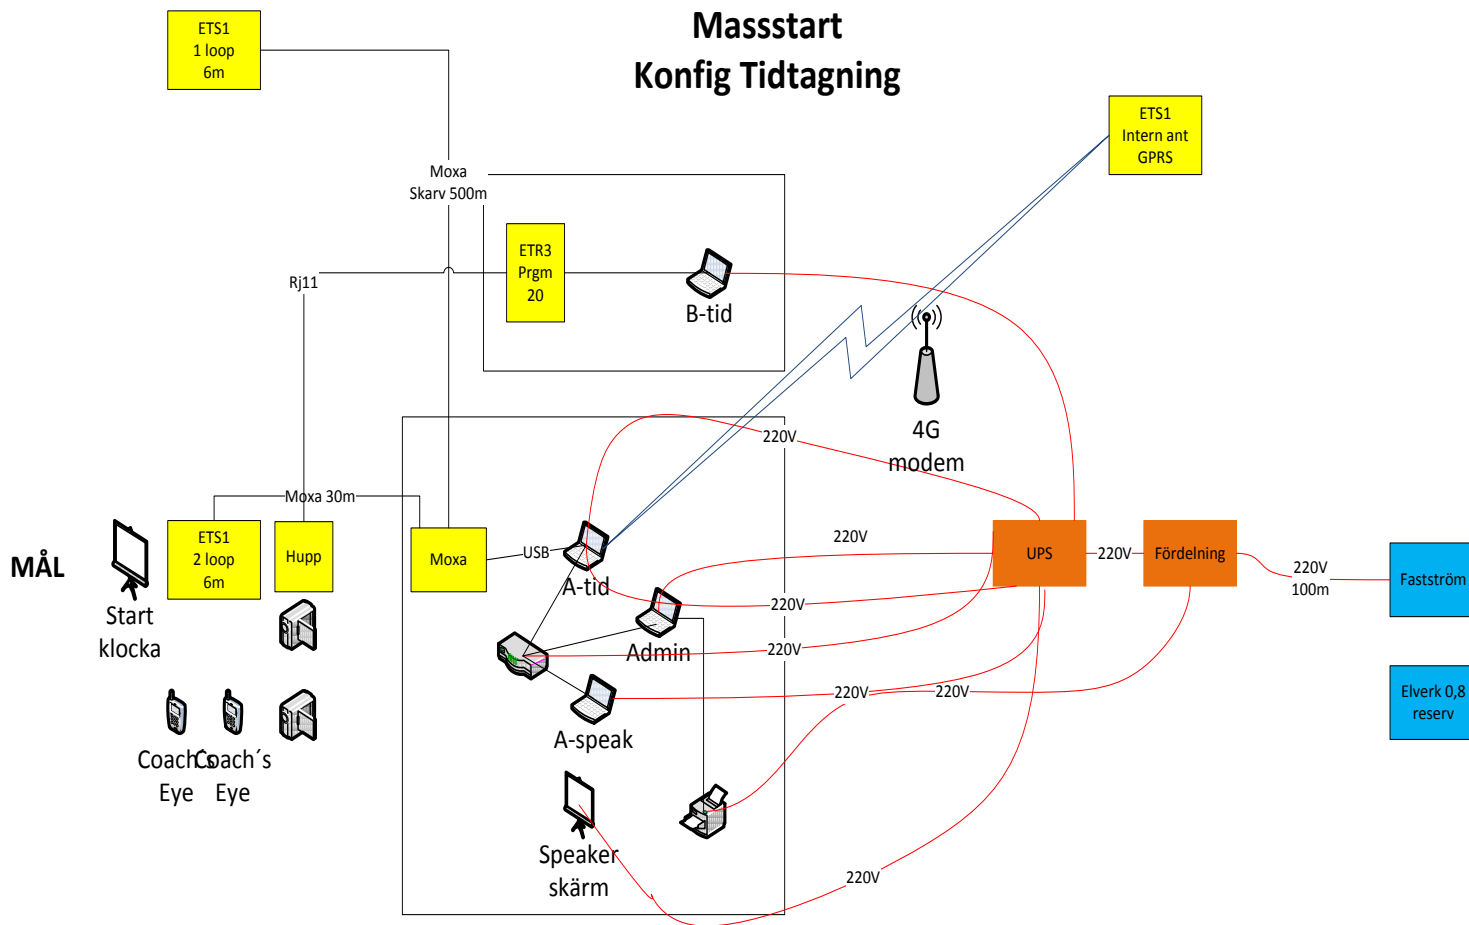 Massstart
Konfig Tidtagning
ETS1
1 loop
6m
ETS1
Intern ant
GPRS
Moxa
Skarv 500m
ETR3
Prgm
20
Rj11
B-tid
4G
modem
220V
Moxa 30m
MÅL
Start
klocka
ETS1
2 loop
6m
Hupp
Moxa
USB
A-tid
220V
UPS
220V
Fördelning
220V
100m
Fastström
220V
Admin
220V
A-speak
220V
220V
Elverk 0,8
reserv
Coach´s
Eye
Coach´s
Eye
Speaker
skärm
220V